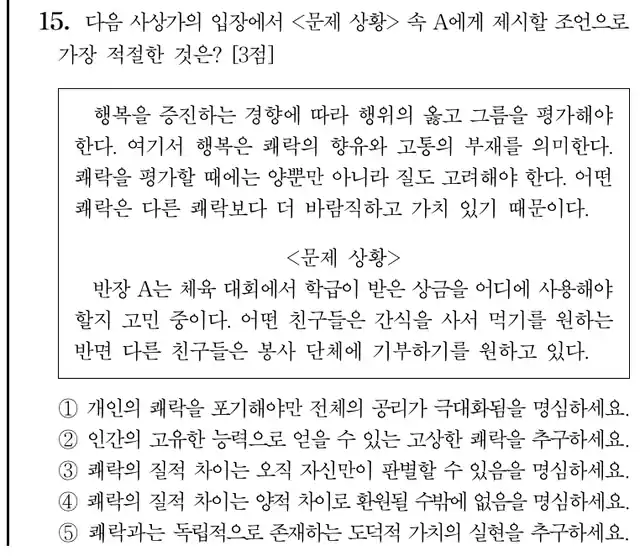 15. 다음 사상가의 입장에서 <문제 상황> 속 A에게 제시할 조언으로
가장 적절한 것은? [3점]
행복을 증진하는 경향에 따라 행위의 옳고 그름을 평가해야
한다. 여기서 행복은 쾌락의 향유와 고통의 부재를 의미한다.
쾌락을 평가할 때에는 양뿐만 아니라 질도 고려해야 한다. 어떤
쾌락은 다른 쾌락보다 더 바람직하고 가치 있기 때문이다.
<문제 상황>
반장 A는 체육 대회에서 학급이 받은 상금을 어디에 사용해야
할지 고민 중이다. 어떤 친구들은 간식을 사서 먹기를 원하는
반면 다른 친구들은 봉사 단체에 기부하기를 원하고 있다.
① 개인의 쾌락을 포기해야만 전체의 공리가 극대화됨을 명심하세요.
② 인간의 고유한 능력으로 얻을 수 있는 고상한 쾌락을 추구하세요.
③ 쾌락의 질적 차이는 오직 자신만이 판별할 수 있음을 명심하세요.
④ 쾌락의 질적 차이는 양적 차이로 환원될 수밖에 없음을 명심하세요.
⑤ 쾌락과는 독립적으로 존재하는 도덕적 가치의 실현을 추구하세요.